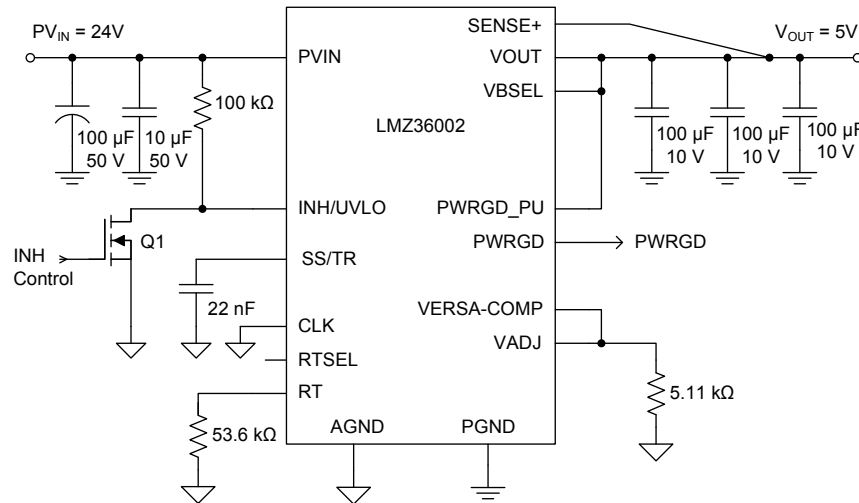 PVIN = 24V
SENSE+
VOUT = 5V
PVIN
VOUT
VBSEL
100 kΩ
LMZ36002
100 µF
50 V
10 µF
50 V
100 µF
10 V
100 µF
10 V
100 µF
10 V
INH/UVLO
PWRGD_PU
Q1
INH
Control
PWRGD
PWRGD
SS/TR
22 nF
VERSA-COMP
CLK
VADJ
RTSEL
RT
5.11 kΩ
53.6 kΩ
AGND
PGND